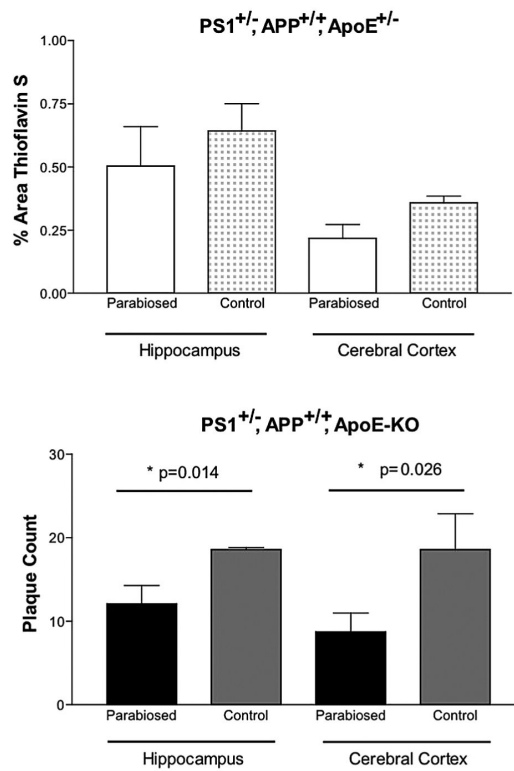 PS1+/-, APP+/+, ApoE+/-
% Area Thioflavin S
1.00
0.75
0.50
0.25
0.00
Parabiosed Control Parabiosed Control
Hippocampus Cerebral Cortex
PS1+/-, APP+/+, ApoE-KO
Plaque Count
30
* p=0.014 * p=0.026
20
10
0
Parabiosed Control Parabiosed Control
Hippocampus Cerebral Cortex